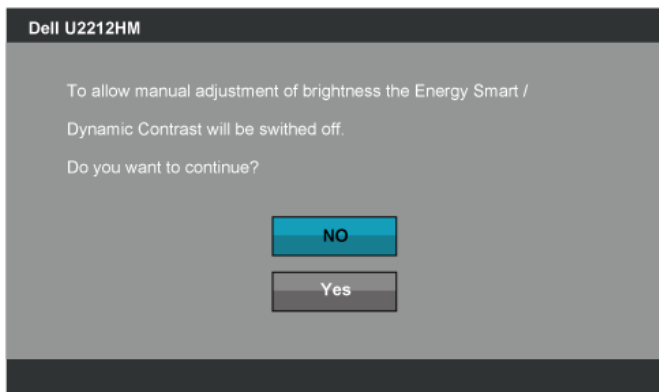 Dell U2212HM
To allow manual adjustment of brightness the Energy Smart /
Dynamic Contrast will be swithed off.
Do you want to continue?
NO
Yes